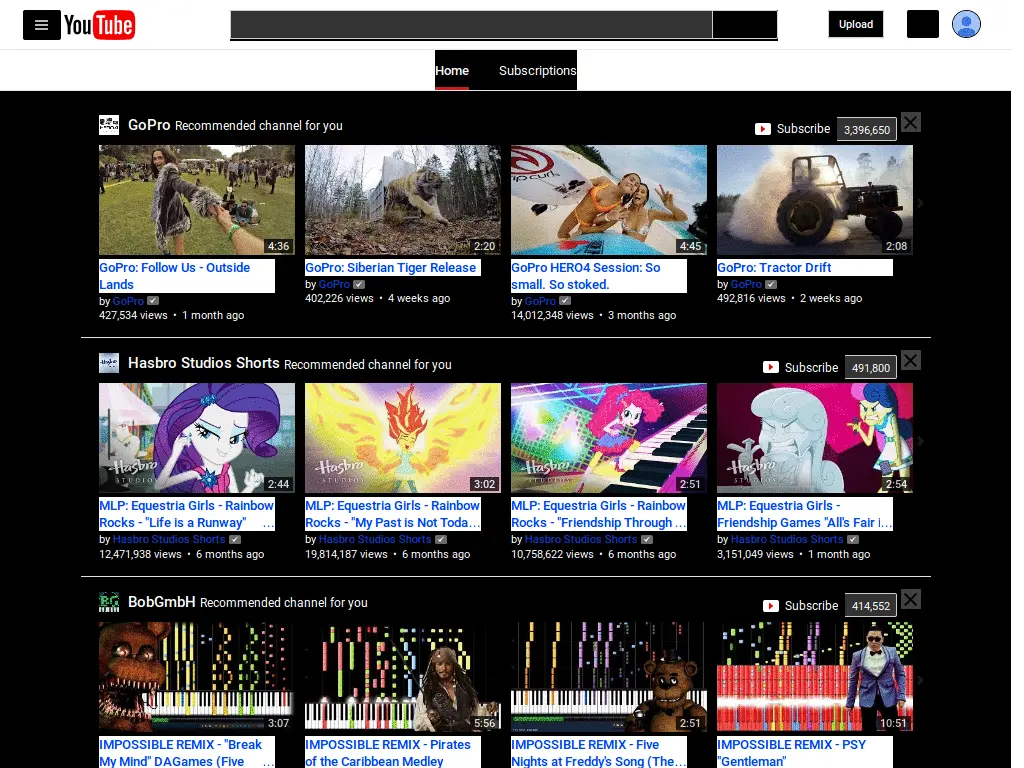 YouTube
Upload
Home Subscriptions
GoPro Recommended channel for you
Subscribe 3,396,650
4:36 2:20 4:45 2:08
GoPro: Follow Us - Outside Lands
by GoPro
427,534 views • 1 month ago
GoPro: Siberian Tiger Release
by GoPro
402,226 views • 4 weeks ago
GoPro HERO4 Session: So small. So stoked.
by GoPro
14,012,348 views • 3 months ago
GoPro: Tractor Drift
by GoPro
492,816 views • 2 weeks ago
Hasbro Studios Shorts Recommended channel for you
Subscribe 491,800
Hasbro STUDIOS 2:44
Hasbro STUDIOS 3:02
Hasbro STUDIOS 2:51
Hasbro STUDIOS 2:54
MLP: Equestria Girls - Rainbow
Rocks - "Life is a Runway" ...
by Hasbro Studios Shorts
12,471,938 views • 6 months ago
MLP: Equestria Girls - Rainbow
Rocks - "My Past is Not Toda...
by Hasbro Studios Shorts
19,814,187 views • 6 months ago
MLP: Equestria Girls - Rainbow
Rocks - "Friendship Through ...
by Hasbro Studios Shorts
10,758,622 views • 6 months ago
MLP: Equestria Girls -
Friendship Games "All's Fair i...
by Hasbro Studios Shorts
3,151,049 views • 1 month ago
BobGmbH Recommended channel for you
Subscribe 414,552
3:07 5:56 2:51 10:51
IMPOSSIBLE REMIX - "Break
My Mind" DAGames (Five ...
IMPOSSIBLE REMIX - Pirates
of the Caribbean Medley
IMPOSSIBLE REMIX - Five
Nights at Freddy's Song (The...
IMPOSSIBLE REMIX - PSY
"Gentleman"